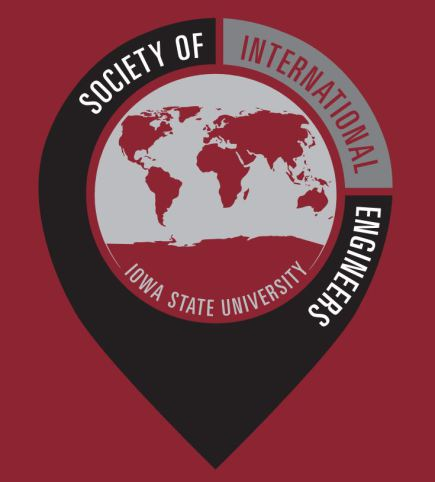 SOCIETY OF
INTERNATIONAL
ENGINEERS
IOWA STATE UNIVERSITY